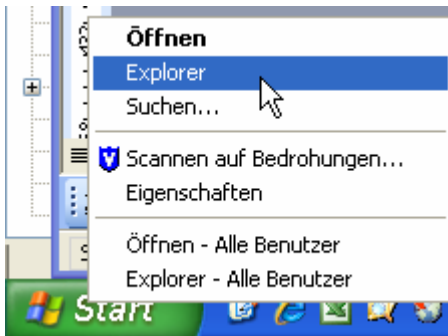 Öffnen
Explorer
Suchen...
Scannen auf Bedrohungen...
Eigenschaften
Öffnen - Alle Benutzer
Explorer - Alle Benutzer
Start